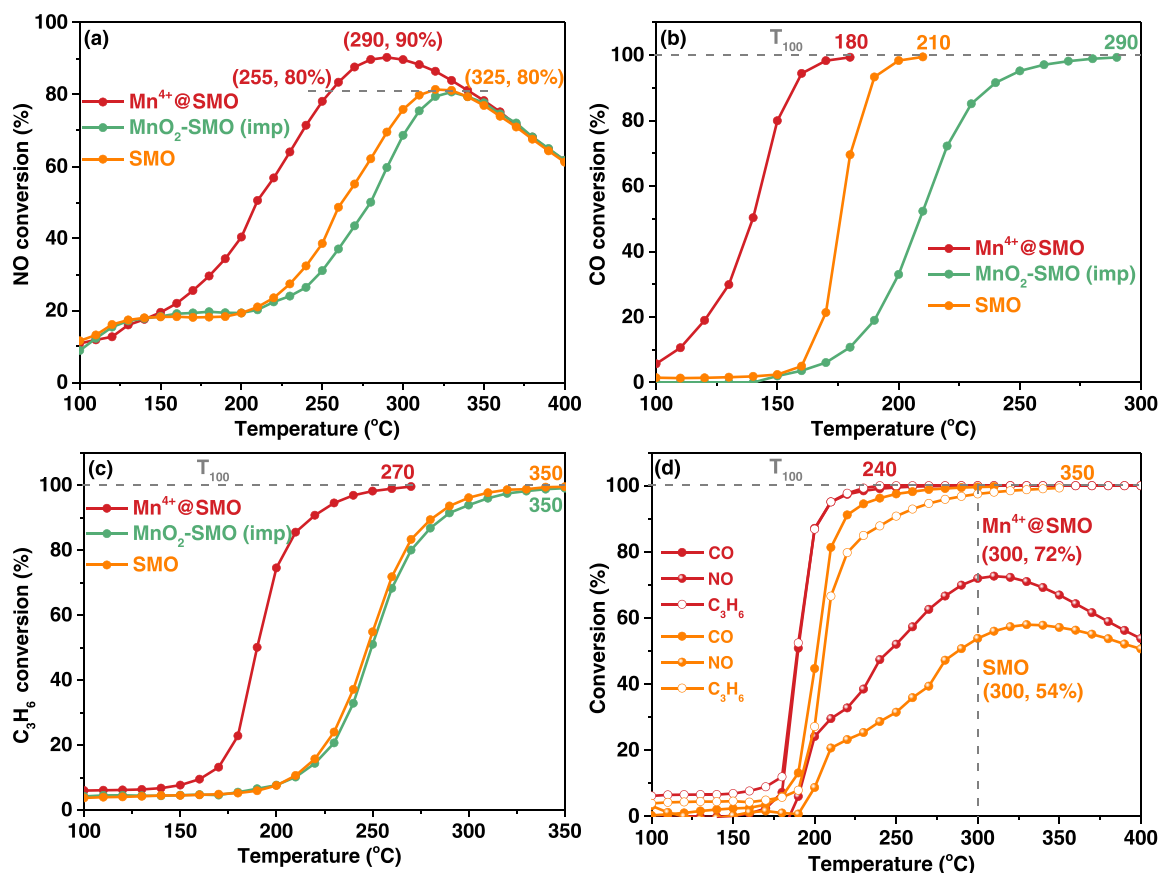 (a)
(290, 90%)
(255, 80%)
(325, 80%)
Mn⁴⁺@SMO
MnO₂-SMO (imp)
SMO
NO conversion (%)
100
80
60
40
20
0
100 150 200 250 300 350 400
Temperature (°C)
(b)
T₁₀₀ 180 210 290
Mn⁴⁺@SMO
MnO₂-SMO (imp)
SMO
CO conversion (%)
100
80
60
40
20
0
100 150 200 250 300
Temperature (°C)
(c)
T₁₀₀ 270 350
350
Mn⁴⁺@SMO
MnO₂-SMO (imp)
SMO
C₃H₆ conversion (%)
100
80
60
40
20
0
100 150 200 250 300 350
Temperature (°C)
(d)
T₁₀₀ 240 350
Mn⁴⁺@SMO
(300, 72%)
CO
NO
C₃H₆
CO
NO
C₃H₆
SMO
(300, 54%)
Conversion (%)
100
80
60
40
20
0
100 150 200 250 300 350 400
Temperature (°C)